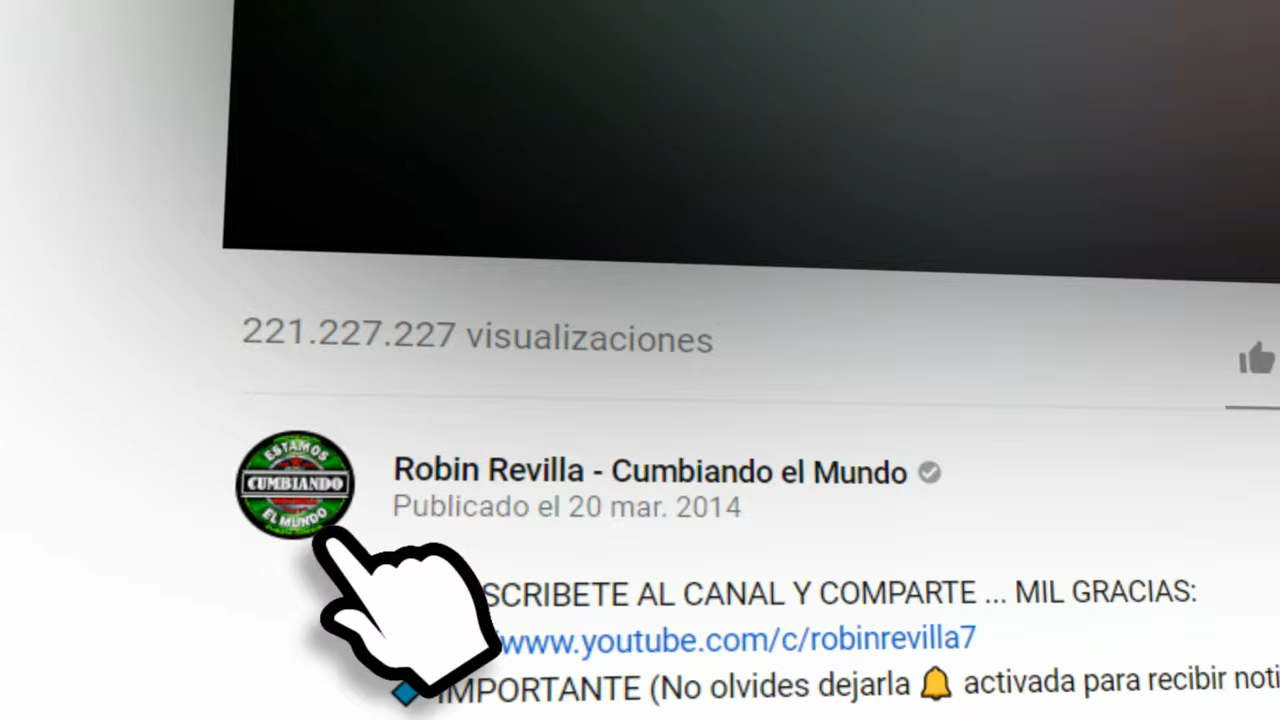 221.227.227 visualizaciones
ESTAMOS
CUMBIANDO
EL MUNDO
Robin Revilla - Cumbiando el Mundo
Publicado el 20 mar. 2014
SCRIBETE AL CANAL Y COMPARTE ... MIL GRACIAS:
/www.youtube.com/c/robinrevilla7
IMPORTANTE (No olvides dejarla 🔔 activada para recibir noti